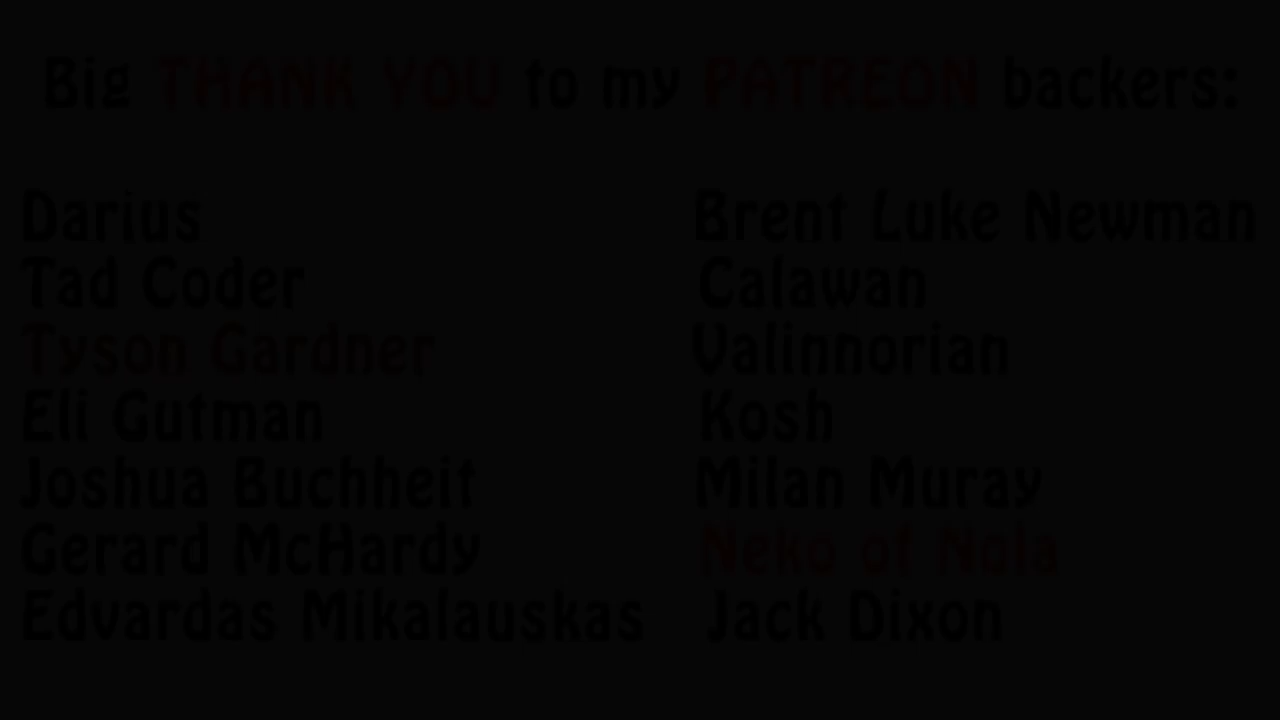 Big THANK YOU to my PATREON backers:
Darius
Tad Coder
Tyson Gardner
Eli Gutman
Joshua Buchheit
Gerard McHardy
Edvardas Mikalauskas
Brent Luke Newman
Calawan
Valinnorian
Kosh
Milan Muray
Neko of Nola
Jack Dixon